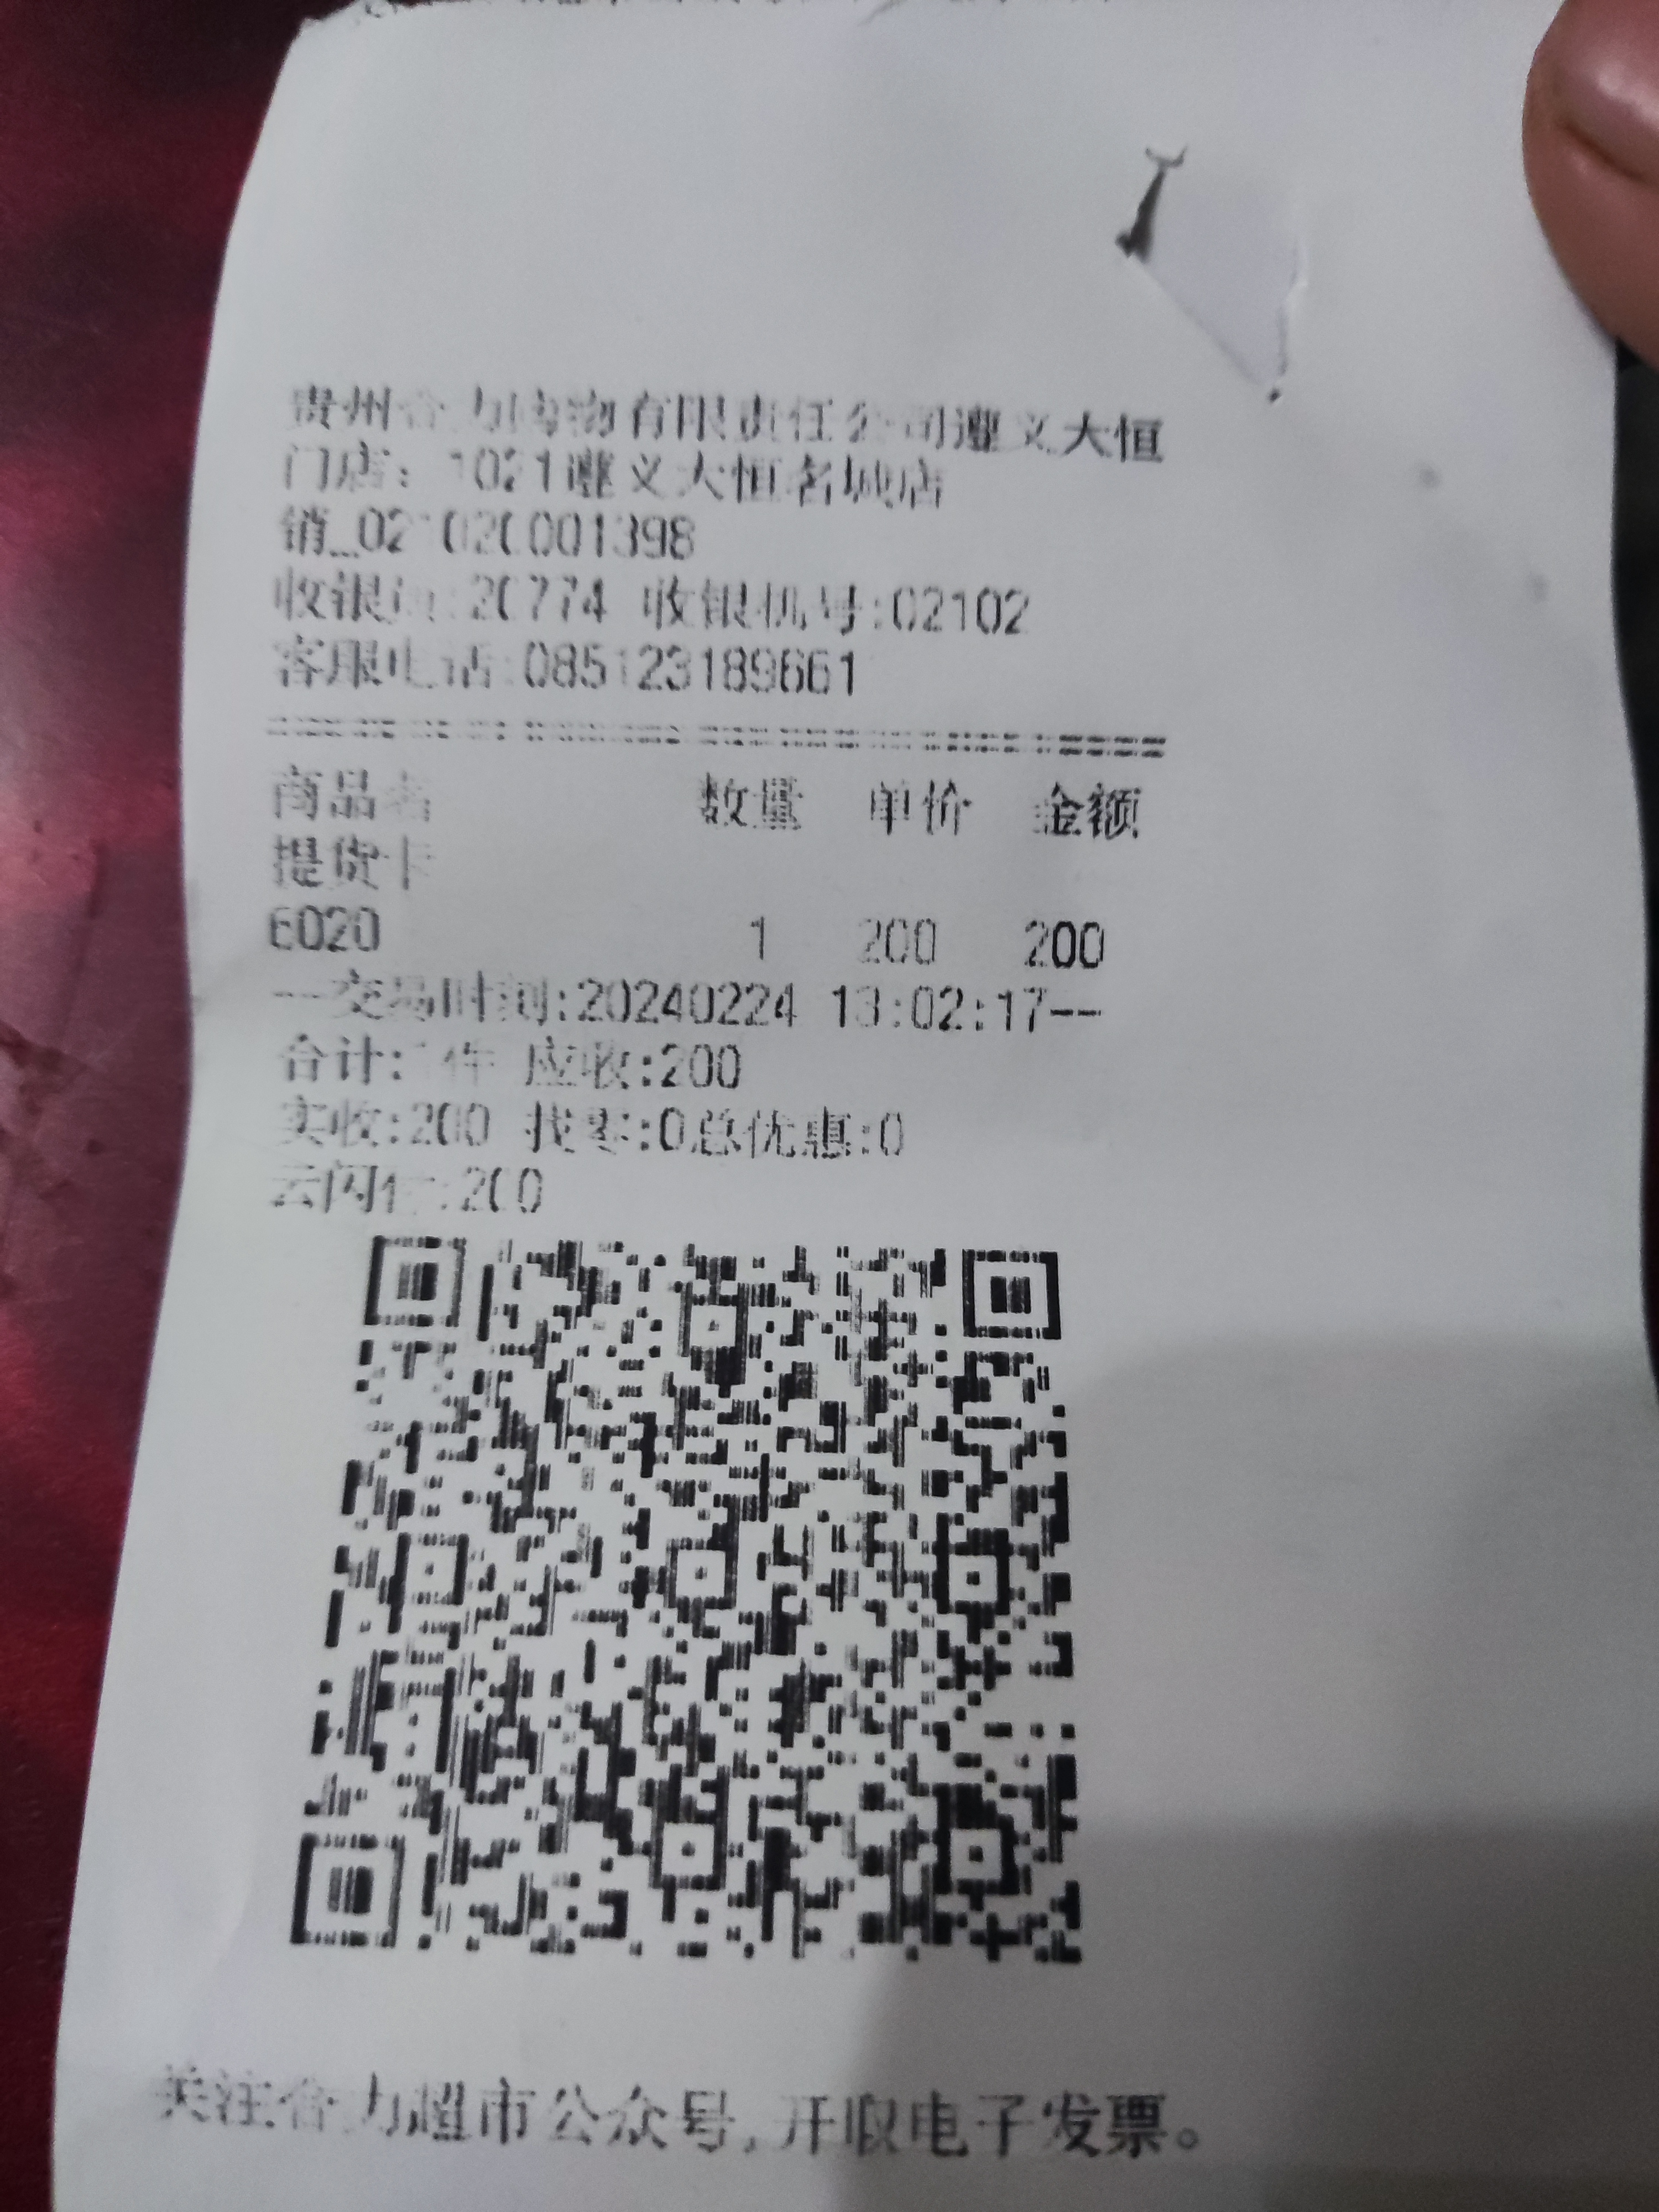 贵州合力购物有限责任公司遵义大恒
门店: 1021遵义大恒名城店
销_021020001398
收银员:20774 收银机号:02102
客服电话:085123189661
商品名 数量 单价 金额
提货卡
6020 1 200 200
--交易时间:20240224 13:02:17--
合计:1件 应收:200
实收:200 找零:0总优惠:0
云闪付:200
关注合力超市公众号,开取电子发票。